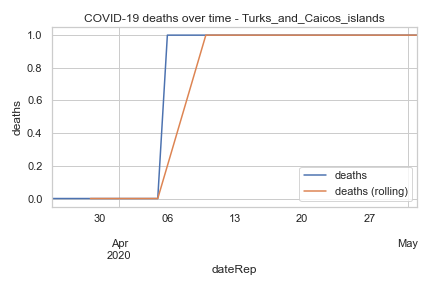 COVID-19 deaths over time - Turks_and_Caicos_islands
deaths
1.0
0.8
0.6
0.4
0.2
0.0
deaths
deaths (rolling)
30 06 13 20 27
Apr May
2020
dateRep